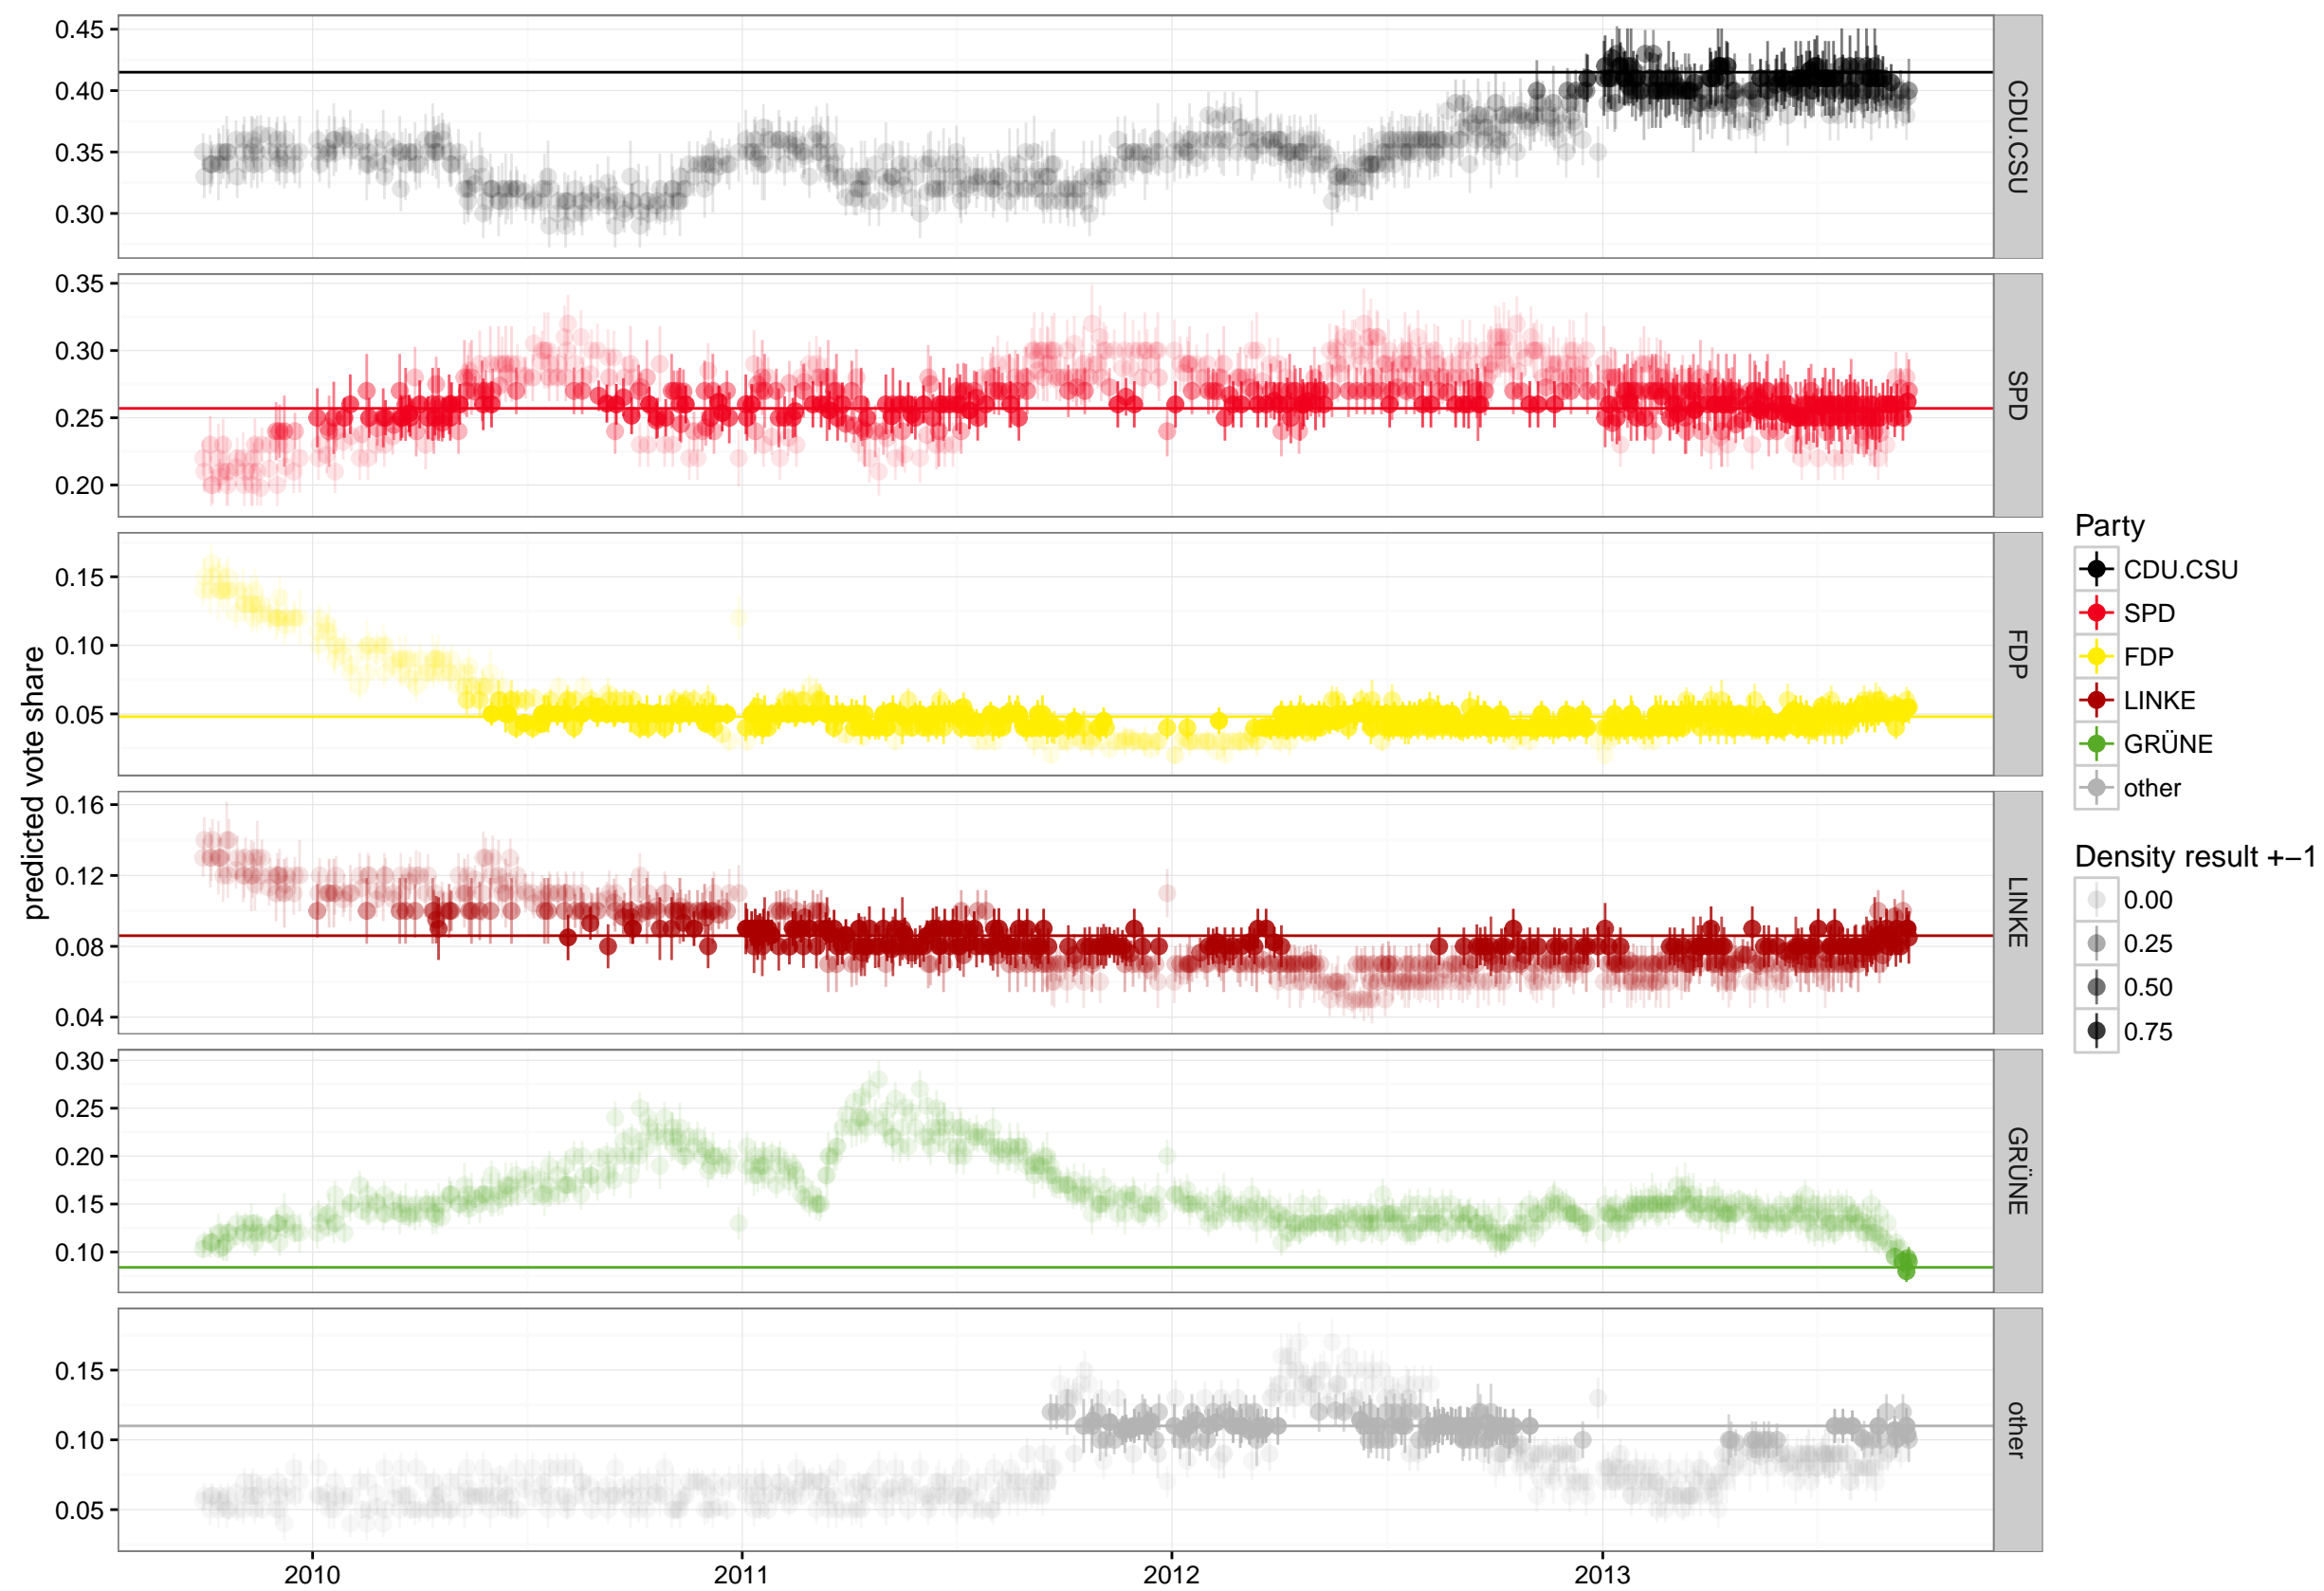 predicted vote share
0.45
0.40
0.35
0.30
CDU.CSU
0.35
0.30
0.25
0.20
SPD
0.15
0.10
0.05
FDP
0.16
0.12
0.08
0.04
LINKE
0.30
0.25
0.20
0.15
0.10
GRÜNE
0.15
0.10
0.05
other
2010 2011 2012 2013
Party
CDU.CSU
SPD
FDP
LINKE
GRÜNE
other
Density result +−1
0.00
0.25
0.50
0.75